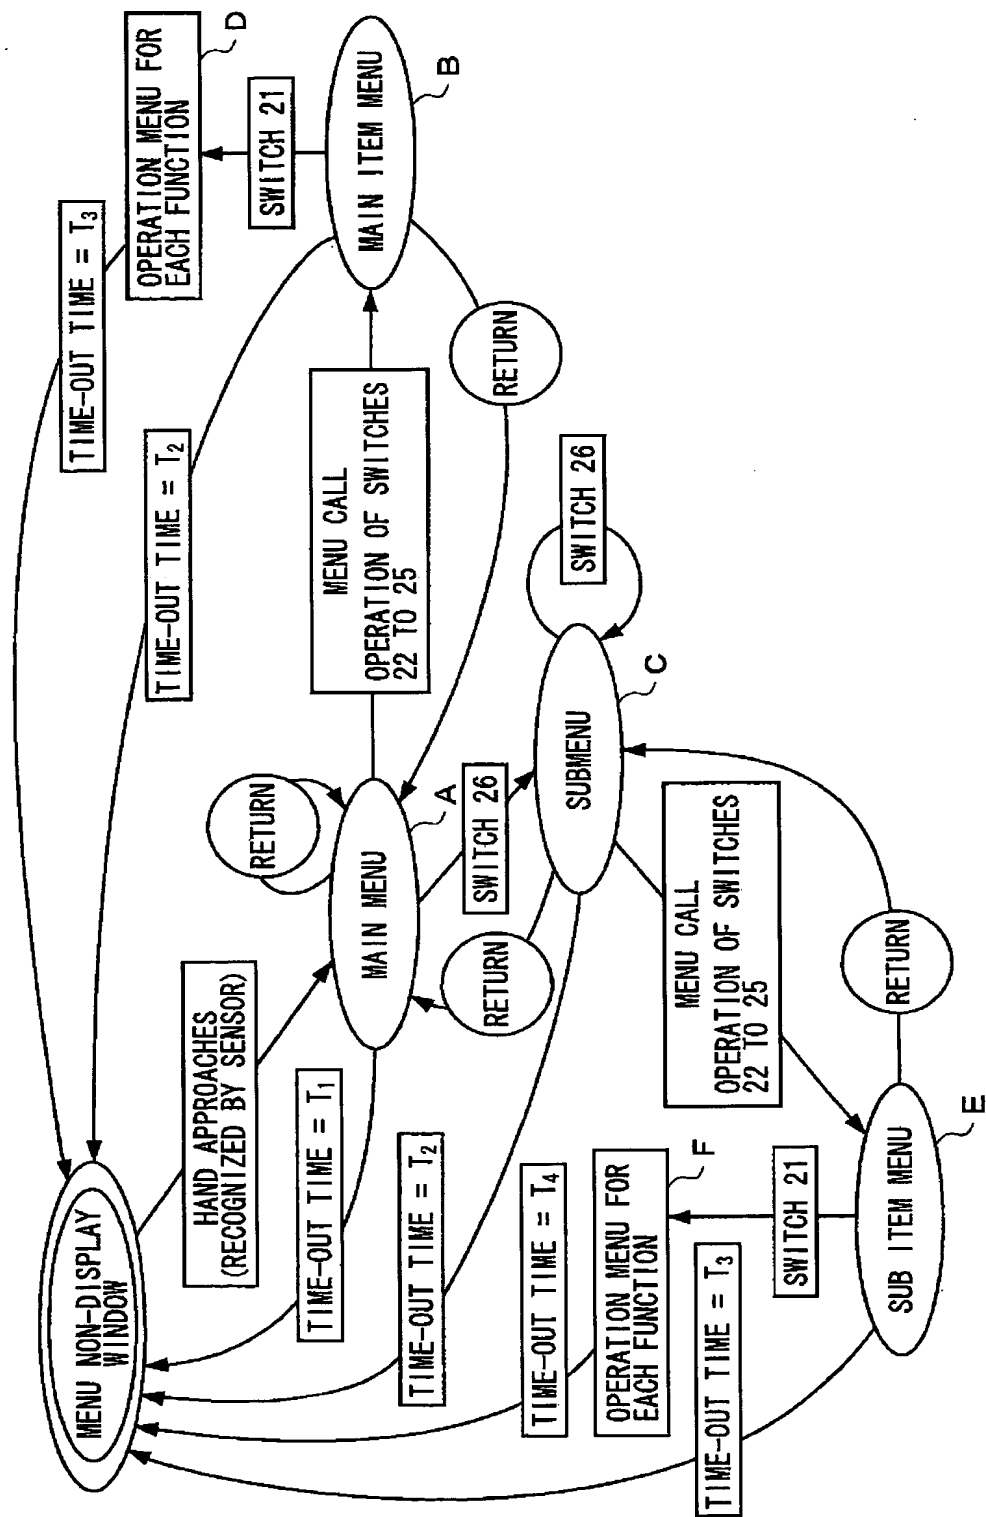 MENU NON-DISPLAY
WINDOW
HAND APPROACHES
(RECOGNIZED BY SENSOR)
TIME-OUT TIME = T3
TIME-OUT TIME = T2
OPERATION MENU FOR
EACH FUNCTION
D
SWITCH 21
MAIN ITEM MENU
B
RETURN
MENU CALL
OPERATION OF SWITCHES
22 TO 25
RETURN
MAIN MENU
A
TIME-OUT TIME = T1
SWITCH 26
RETURN
SWITCH 26
SUBMENU
C
TIME-OUT TIME = T2
MENU CALL
OPERATION OF SWITCHES
22 TO 25
RETURN
TIME-OUT TIME = T4
OPERATION MENU FOR
EACH FUNCTION
F
SWITCH 21
TIME-OUT TIME = T3
SUB ITEM MENU
E